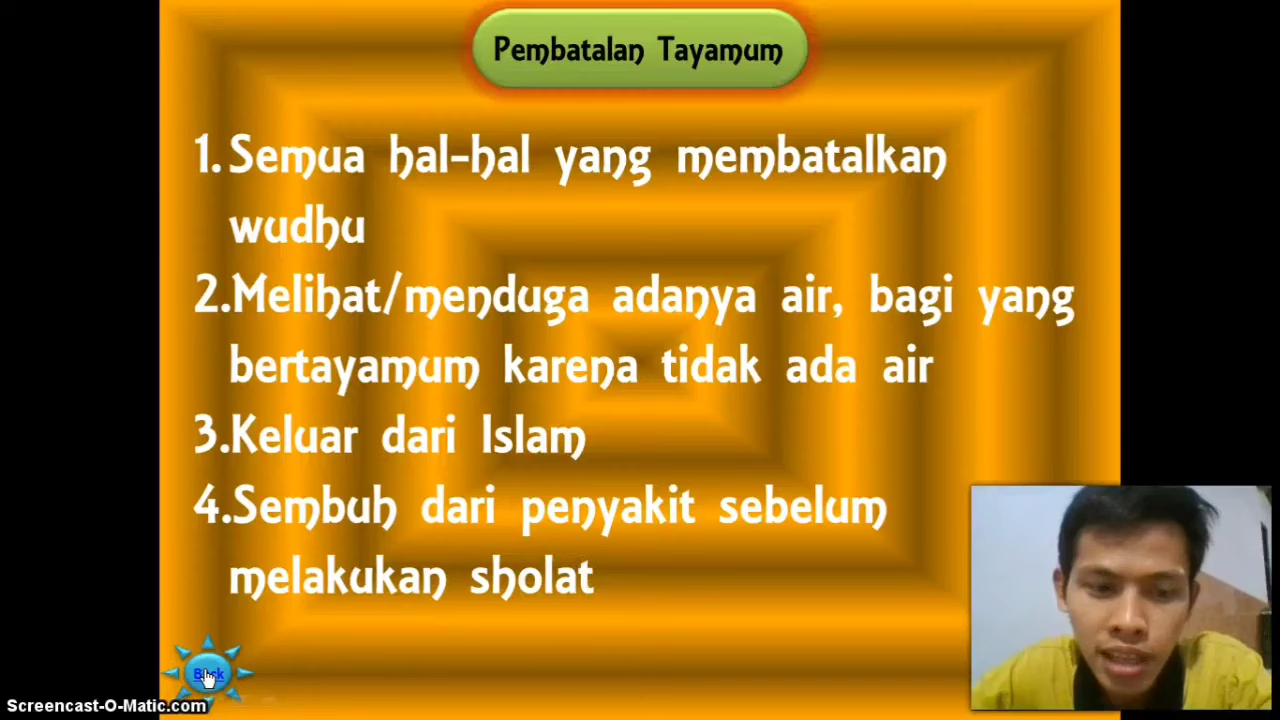 Pembatalan Tayamum
1. Semua hal-hal yang membatalkan
wudhu
2. Melihat/menduga adanya air, bagi yang
bertayamum karena tidak ada air
3. Keluar dari Islam
4. Sembuh dari penyakit sebelum
melakukan sholat
Back
Screencast-O-Matic.com